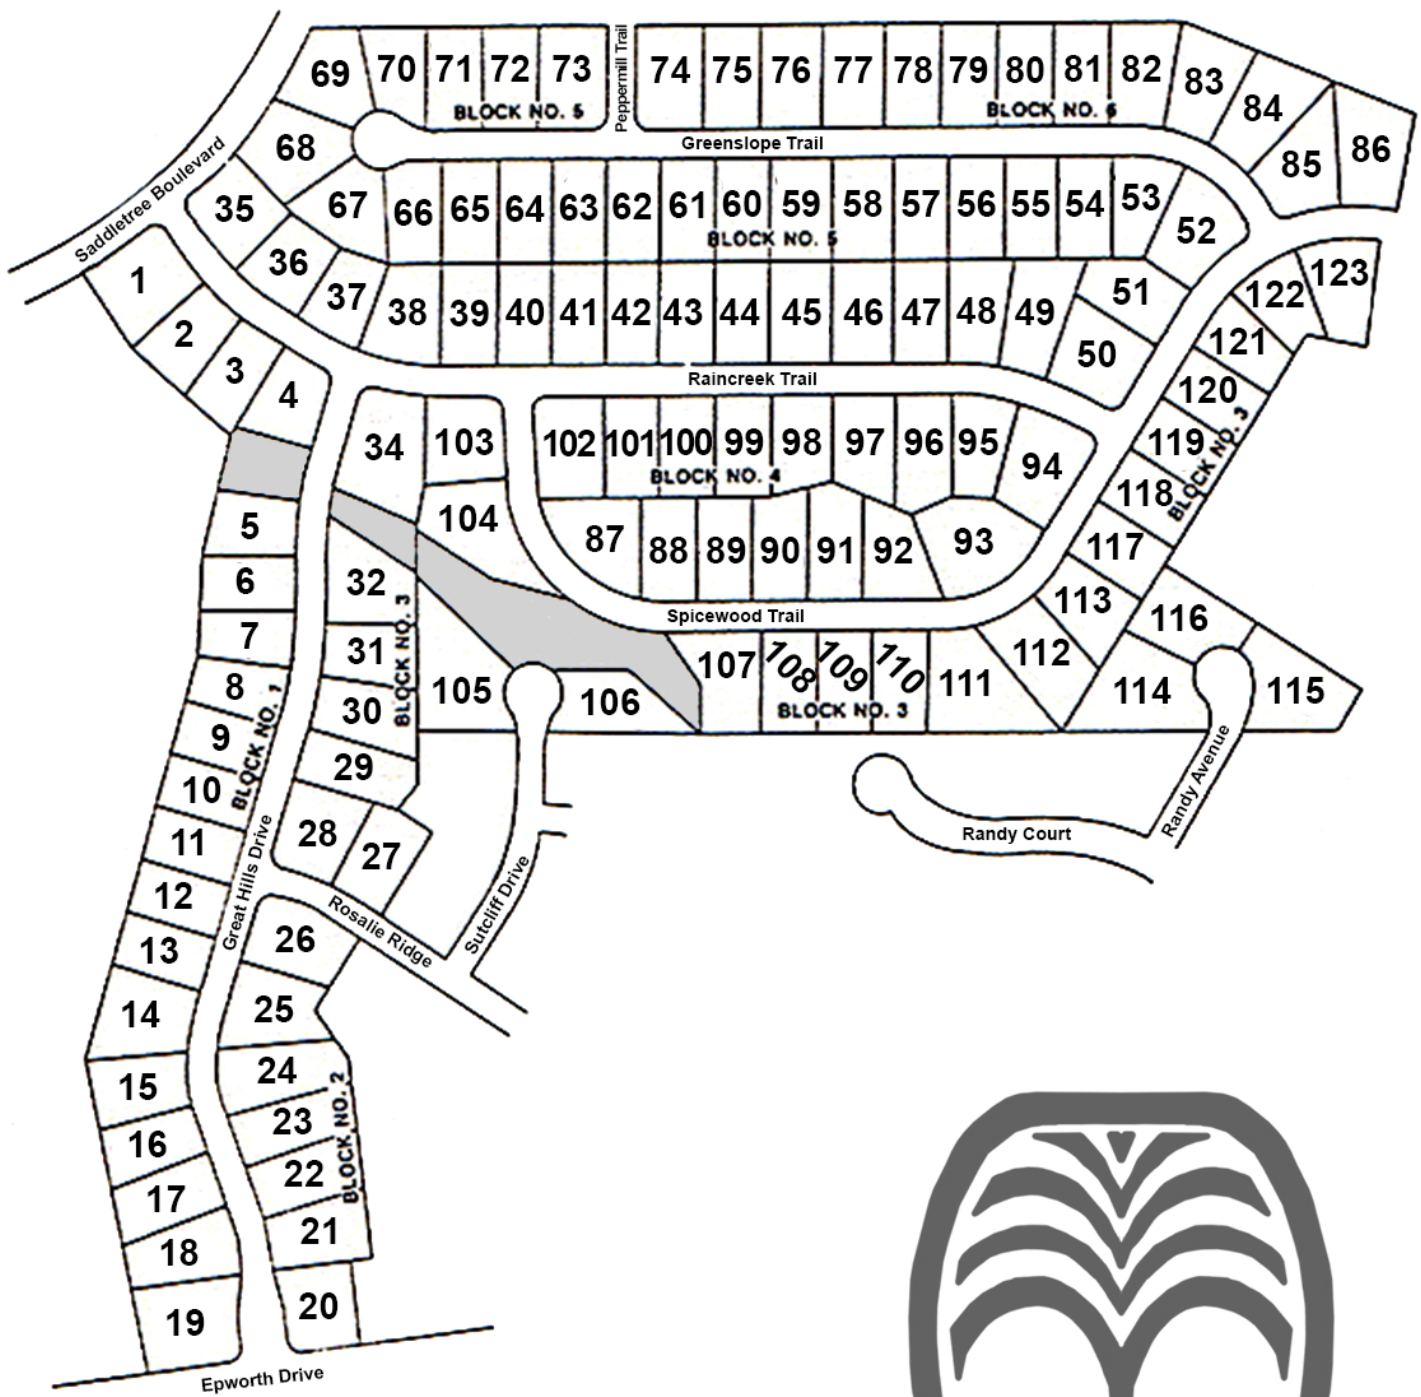 69 70 71 72 73 Peppermill Trail 74 75 76 77 78 79 80 81 82 83 84 85 86
BLOCK NO. 5
BLOCK NO. 6
68
Greenslope Trail
Saddletree Boulevard
35 67 66 65 64 63 62 61 60 59 58 57 56 55 54 53 52
BLOCK NO. 5
1 36 37 38 39 40 41 42 43 44 45 46 47 48 49 51 122 123
2 50 121
3
4
Raincreek Trail
120
34 103 102 101 100 99 98 97 96 95 94 119
BLOCK NO. 4
BLOCK NO. 3
118
5 104 87 88 89 90 91 92 93 117
6 32 113
7
Spicewood Trail
116
31
BLOCK NO. 3
112
8 105 106 107 108 109 110 111 114 115
30
BLOCK NO. 3
9
BLOCK NO. 1
29
10
11 28 27
Randy Court
Randy Avenue
12
Great Hills Drive
Rosalie Ridge
Sutcliff Drive
13 26
14 25
15 24
16 23
BLOCK NO. 2
17 22
18 21
19 20
Epworth Drive